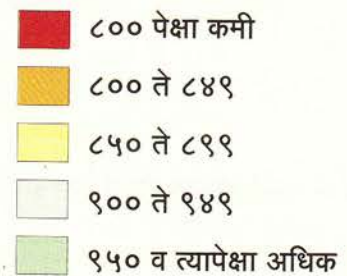 ८०० पेक्षा कमी
८०० ते ८४९
८५० ते ८९९
९०० ते ९४९
९५० व त्यापेक्षा अधिक